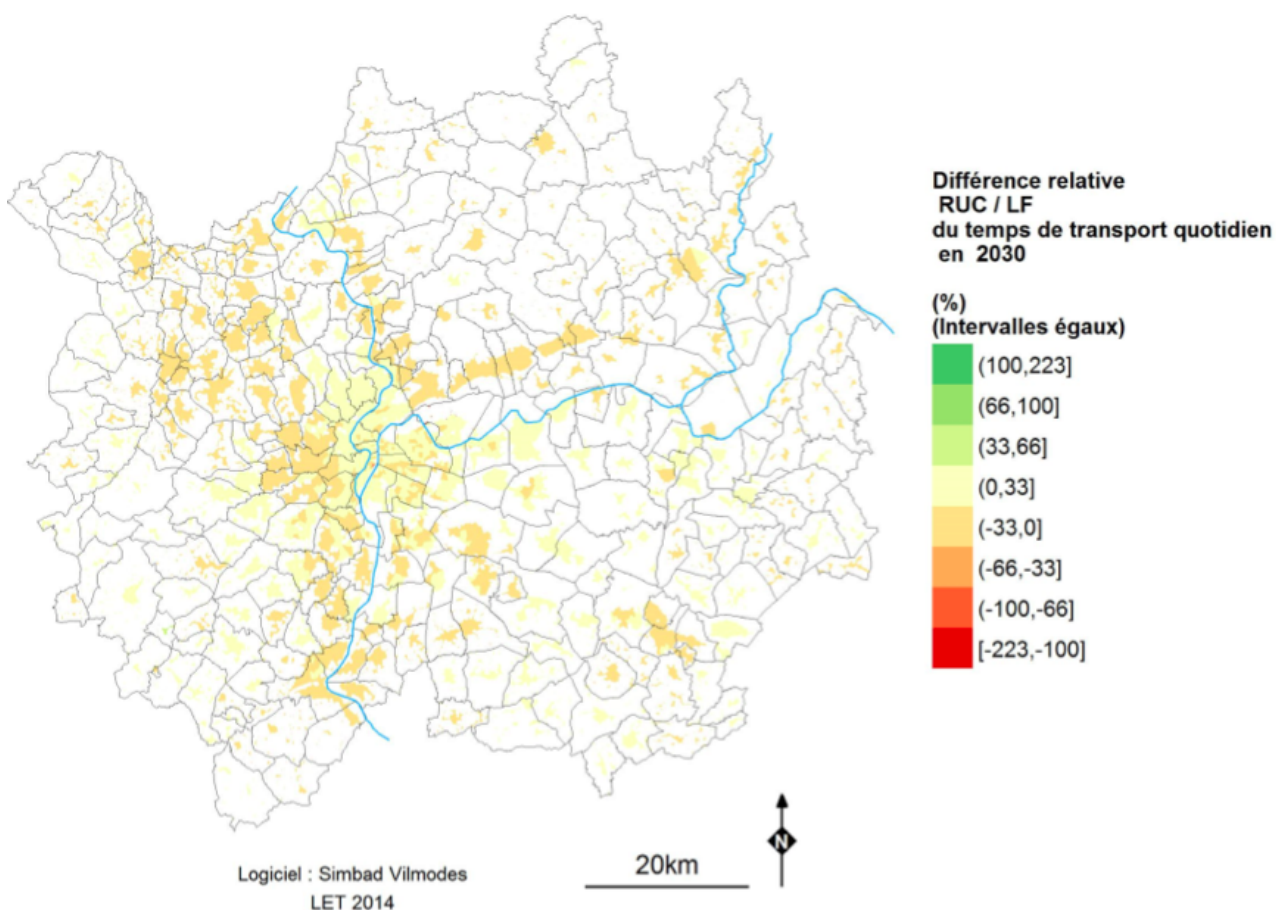 Différence relative
RUC / LF
du temps de transport quotidien
en 2030
(%)
(Intervalles égaux)
(100,223]
(66,100]
(33,66]
(0,33]
(-33,0]
(-66,-33]
(-100,-66]
[-223,-100]
N
20km
Logiciel : Simbad Vilmodes
LET 2014